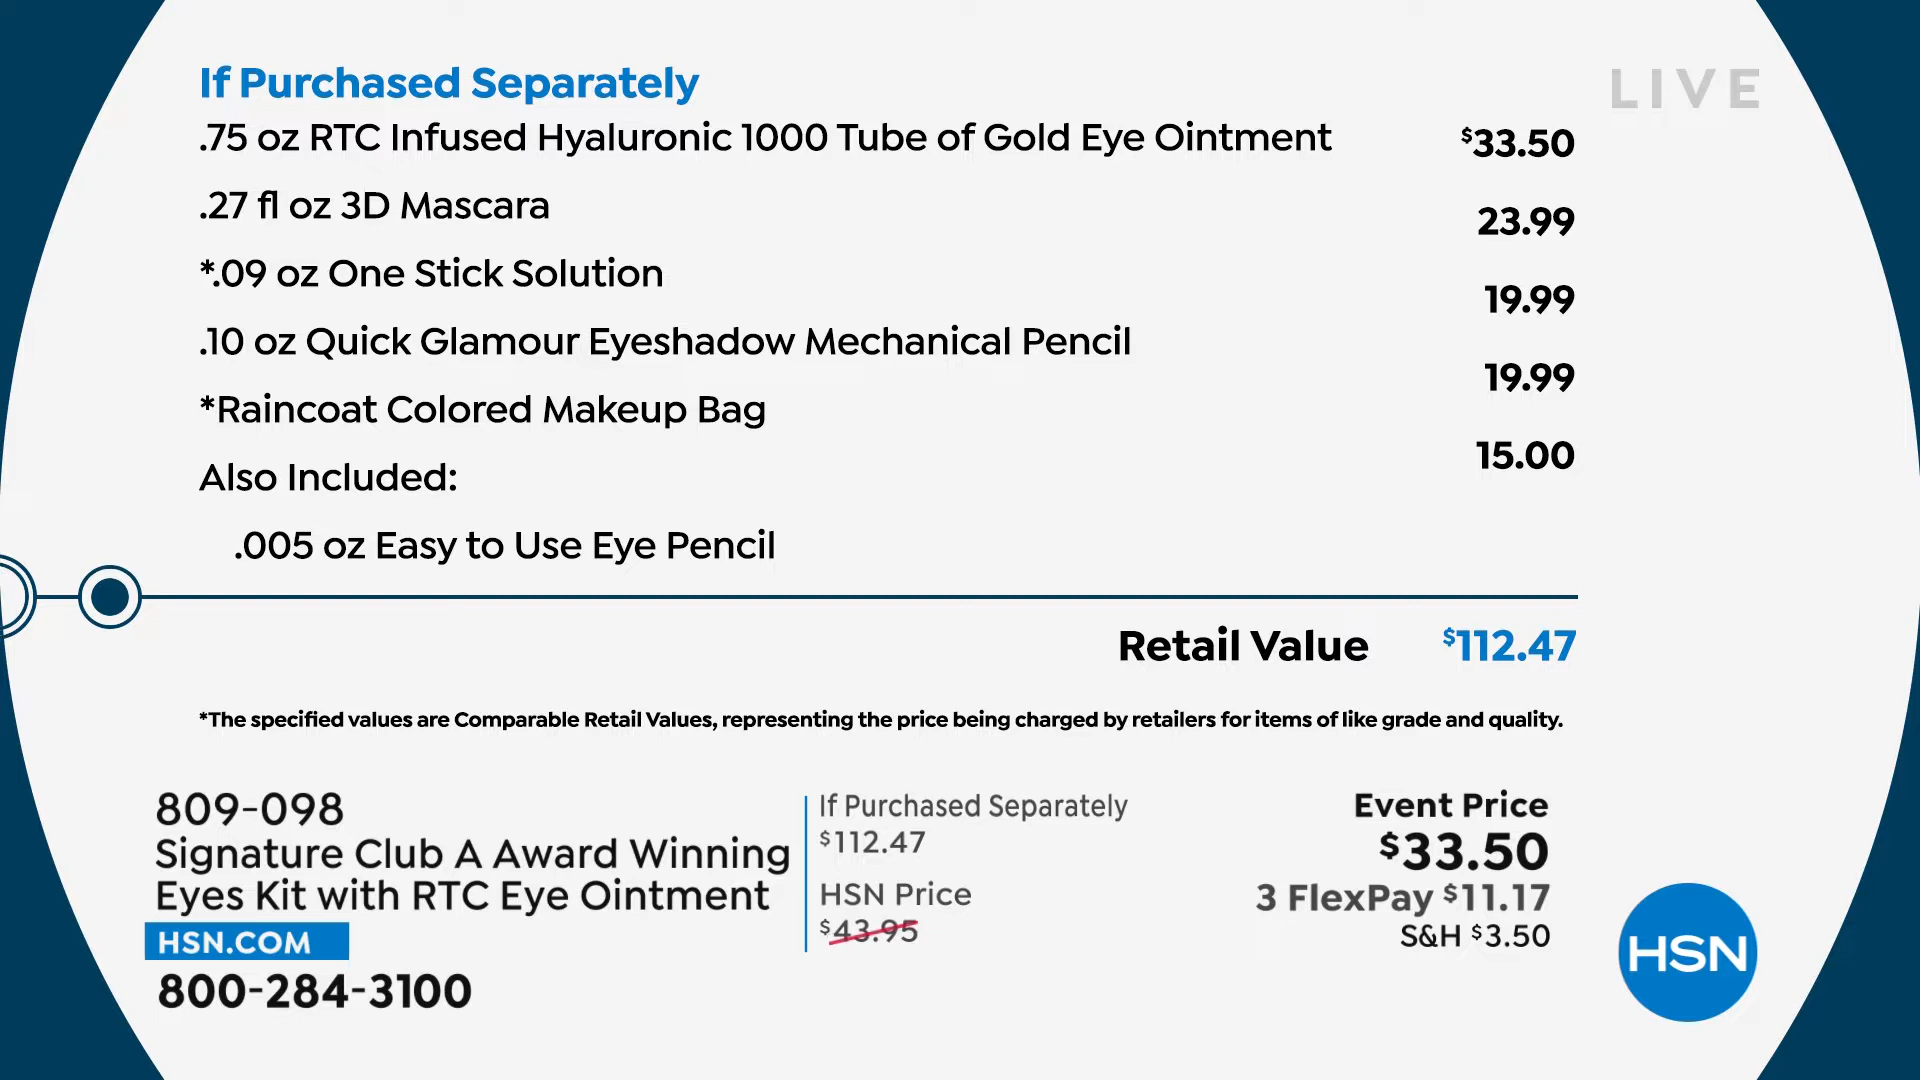 If Purchased Separately
LIVE
.75 oz RTC Infused Hyaluronic 1000 Tube of Gold Eye Ointment $33.50
.27 fl oz 3D Mascara 23.99
*.09 oz One Stick Solution 19.99
.10 oz Quick Glamour Eyeshadow Mechanical Pencil 19.99
*Raincoat Colored Makeup Bag 15.00
Also Included:
.005 oz Easy to Use Eye Pencil
Retail Value $112.47
*The specified values are Comparable Retail Values, representing the price being charged by retailers for items of like grade and quality.
809-098
Signature Club A Award Winning
Eyes Kit with RTC Eye Ointment
HSN.COM
800-284-3100
If Purchased Separately
$112.47
HSN Price
$43.95
Event Price
$33.50
3 FlexPay $11.17
S&H $3.50
HSN